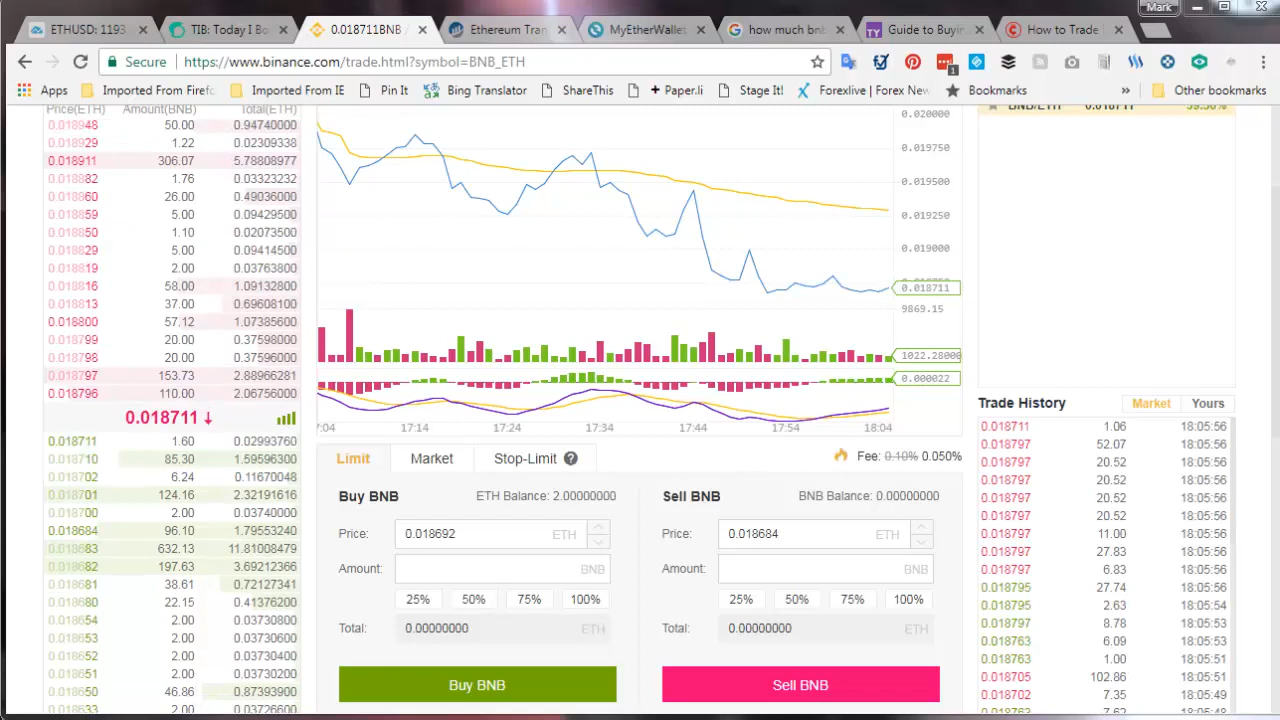 Mark
ETHUSD: 1193
TIB: Today I Bo
0.018711BNB /
Ethereum Tran
MyEtherWallet
how much bnb
Guide to Buyin
How to Trade
Secure https://www.binance.com/trade.html?symbol=BNB_ETH
1
Apps Imported From Firefo Imported From IE Pin It Bing Translator ShareThis + Paper.li Stage It! Forexlive | Forex New Bookmarks » Other bookmarks
Price(ETH) Amount(BNB) Total(ETH)
0.018948 50.00 0.94740000
0.018929 1.22 0.02309338
0.018911 306.07 5.78808977
0.018882 1.76 0.03323232
0.018860 26.00 0.49036000
0.018859 5.00 0.09429500
0.018850 1.10 0.02073500
0.018829 5.00 0.09414500
0.018819 2.00 0.03763800
0.018816 58.00 1.09132800
0.018813 37.00 0.69608100
0.018800 57.12 1.07385600
0.018799 20.00 0.37598000
0.018798 20.00 0.37596000
0.018797 153.73 2.88966281
0.018796 110.00 2.06756000
0.018711 ↓
0.018711 1.60 0.02993760
0.018710 85.30 1.59596300
0.018702 6.24 0.11670048
0.018701 124.16 2.32191616
0.018700 2.00 0.03740000
0.018684 96.10 1.79553240
0.018683 632.13 11.81008479
0.018682 197.63 3.69212366
0.018681 38.61 0.72127341
0.018680 22.15 0.41376200
0.018654 2.00 0.03730800
0.018653 2.00 0.03730600
0.018652 2.00 0.03730400
0.018651 2.00 0.03730200
0.018650 46.86 0.87393900
0.018633 2.00 0.03726600
0.020000
0.019750
0.019500
0.019250
0.019000
0.018711
9869.15
1022.28000
0.000022
7:04 17:14 17:24 17:34 17:44 17:54 18:04
Limit Market Stop-Limit ?
Fee: 0.10% 0.050%
Buy BNB ETH Balance: 2.00000000
Price: 0.018692 ETH
Amount: BNB
25% 50% 75% 100%
Total: 0.00000000 ETH
Buy BNB
Sell BNB BNB Balance: 0.00000000
Price: 0.018684 ETH
Amount: BNB
25% 50% 75% 100%
Total: 0.00000000 ETH
Sell BNB
BNB/ETH 0.018711 39.50%
Trade History Market Yours
0.018711 1.06 18:05:56
0.018797 52.07 18:05:56
0.018797 20.52 18:05:56
0.018797 20.52 18:05:56
0.018797 20.52 18:05:56
0.018797 20.52 18:05:56
0.018797 11.00 18:05:56
0.018797 27.83 18:05:56
0.018797 6.83 18:05:56
0.018795 27.74 18:05:56
0.018795 2.63 18:05:54
0.018797 8.78 18:05:53
0.018763 6.09 18:05:53
0.018763 1.00 18:05:51
0.018705 102.86 18:05:51
0.018702 7.35 18:05:49
0.018763 7.62 18:05:48